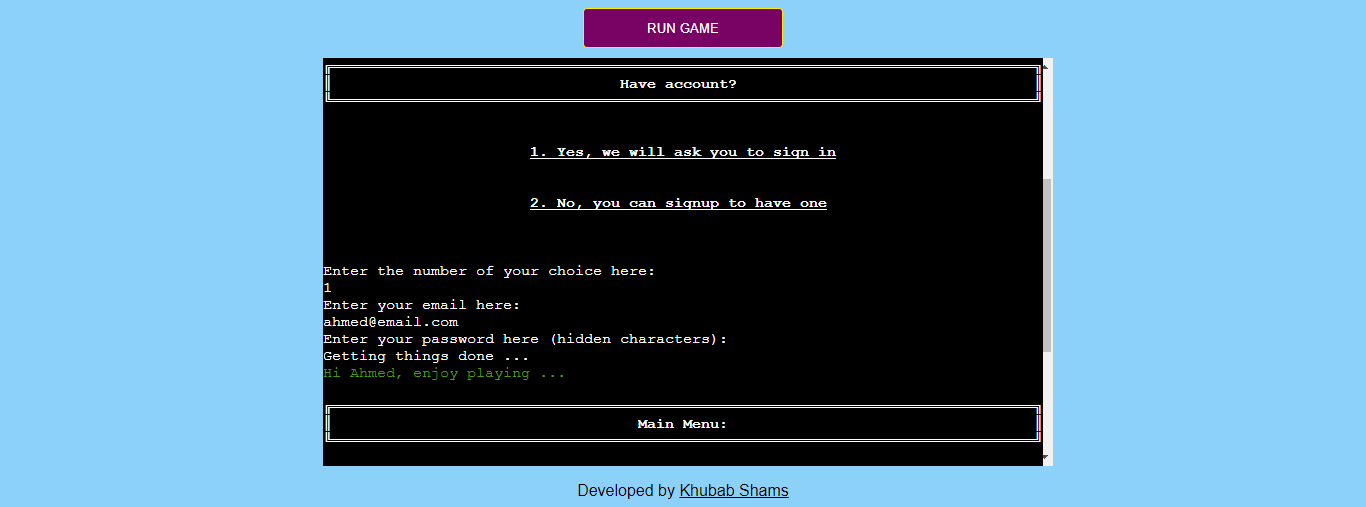 RUN GAME
Have account?
1. Yes, we will ask you to sign in
2. No, you can signup to have one
Enter the number of your choice here:
1
Enter your email here:
ahmed@email.com
Enter your password here (hidden characters):
Getting things done ...
Hi Ahmed, enjoy playing ...
Main Menu:
Developed by Khubab Shams